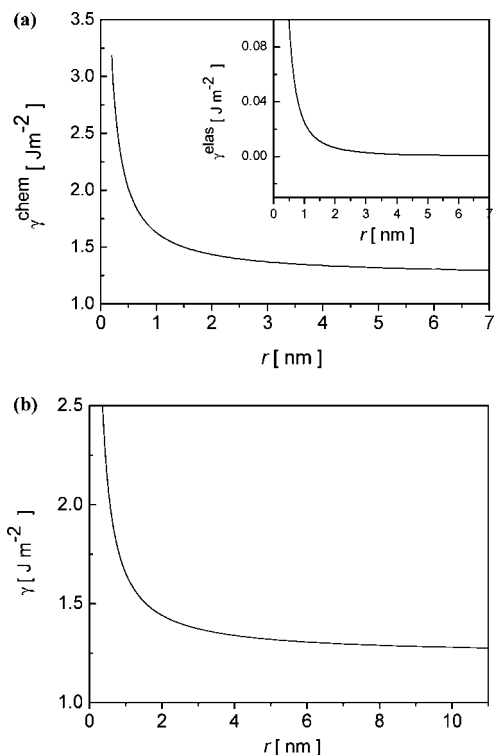 (a)
3.5
3.0
2.5
2.0
1.5
1.0
0 1 2 3 4 5 6 7
γ^chem [ Jm^-2 ]
r [ nm ]
0.08
0.04
0.00
0 1 2 3 4 5 6 7
γ^elas [ J m^-2 ]
r [ nm ]
(b)
2.5
2.0
1.5
1.0
0 2 4 6 8 10
γ [ J m^-2 ]
r [ nm ]